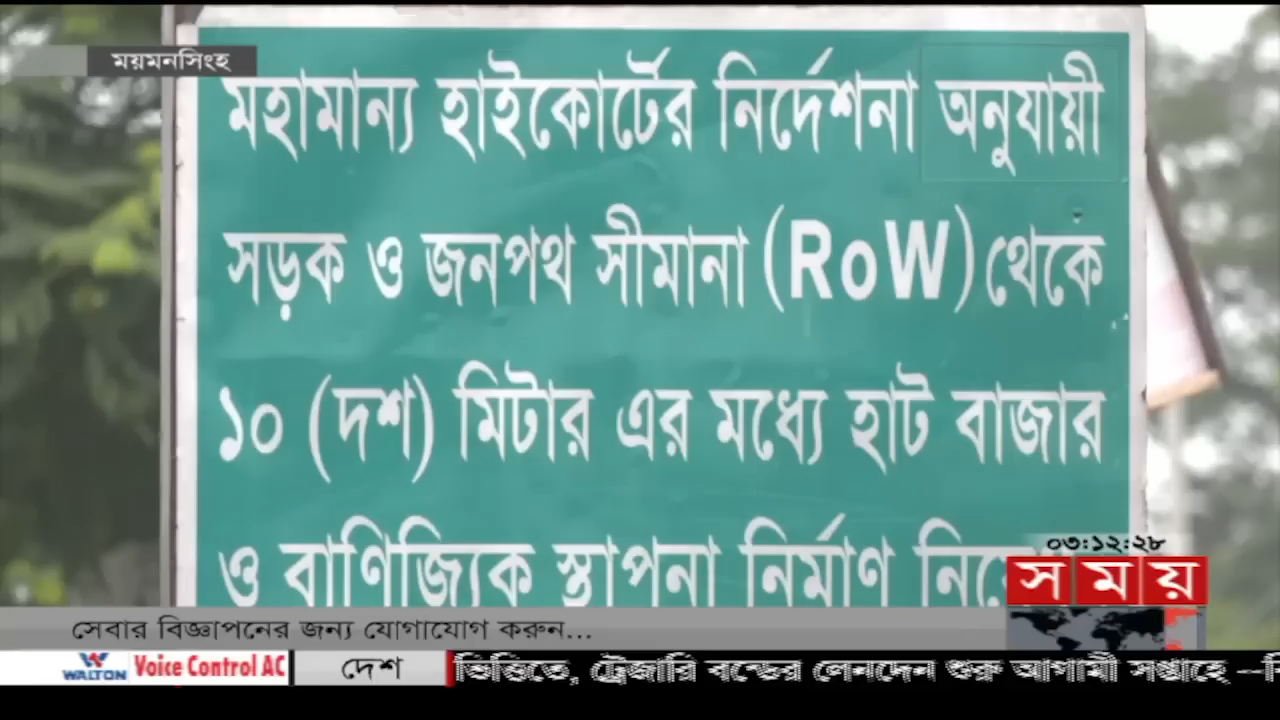 ময়মনসিংহ
মহামান্য হাইকোর্টের নির্দেশনা অনুযায়ী
সড়ক ও জনপথ সীমানা (RoW) থেকে
১০ (দশ) মিটার এর মধ্যে হাট বাজার
ও বাণিজ্যিক স্থাপনা নির্মাণ
০৩:১২:২৮
সময়
সেবার বিজ্ঞাপনের জন্য যোগাযোগ করুন...
WALTON Voice Control AC দেশ ভিত্তিতে, ট্রেজারি বন্ডের লেনদেন শুরু আগামী সপ্তাহে --